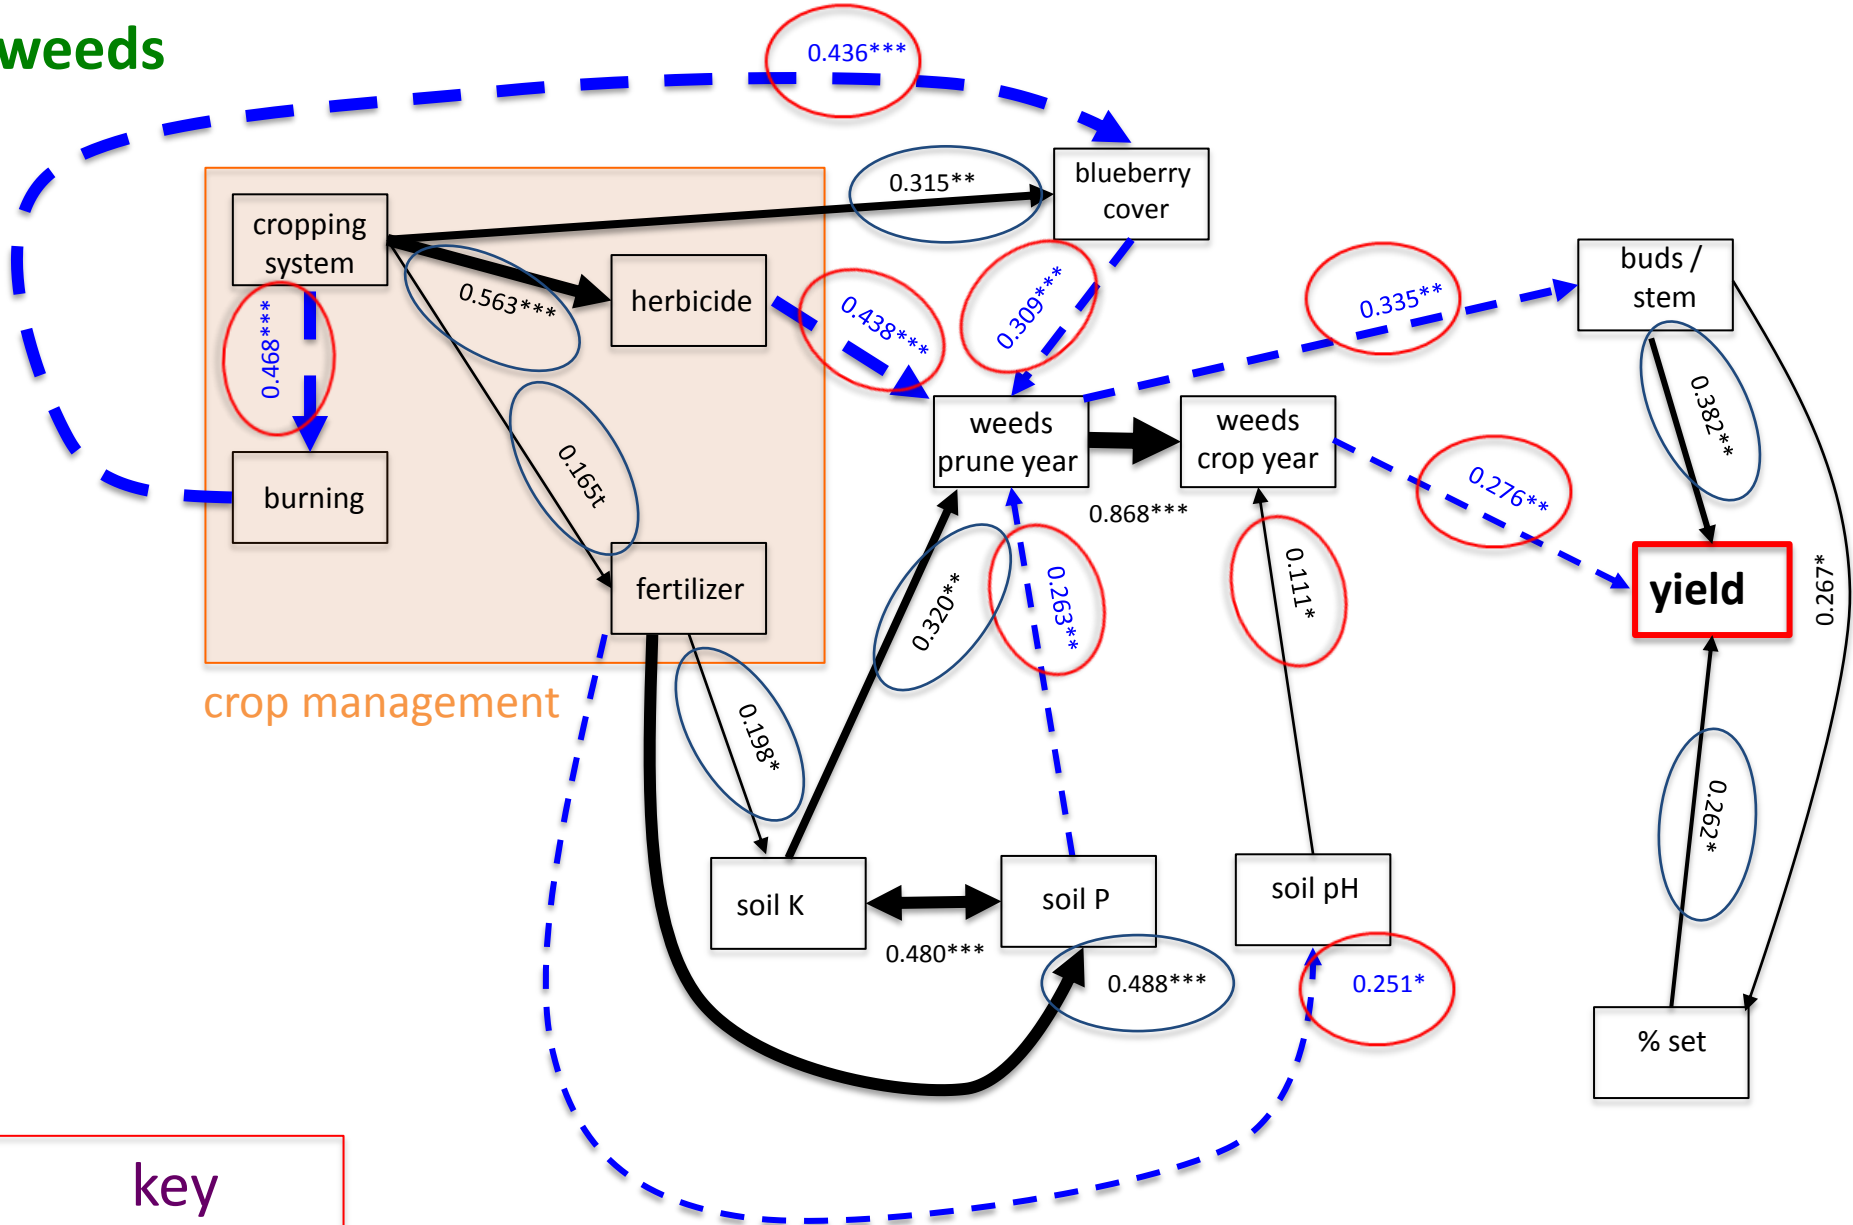 weeds
0.436***
blueberry
cover
0.315**
cropping
system
buds /
stem
herbicide
0.563***
0.438***
0.309***
0.335**
0.468***
0.382**
weeds
prune year
weeds
crop year
0.868***
0.276**
burning
0.165t
fertilizer
0.320**
0.263**
0.111*
yield
0.267*
crop management
0.198*
0.262*
soil K
soil P
soil pH
0.480***
0.488***
0.251*
% set
key